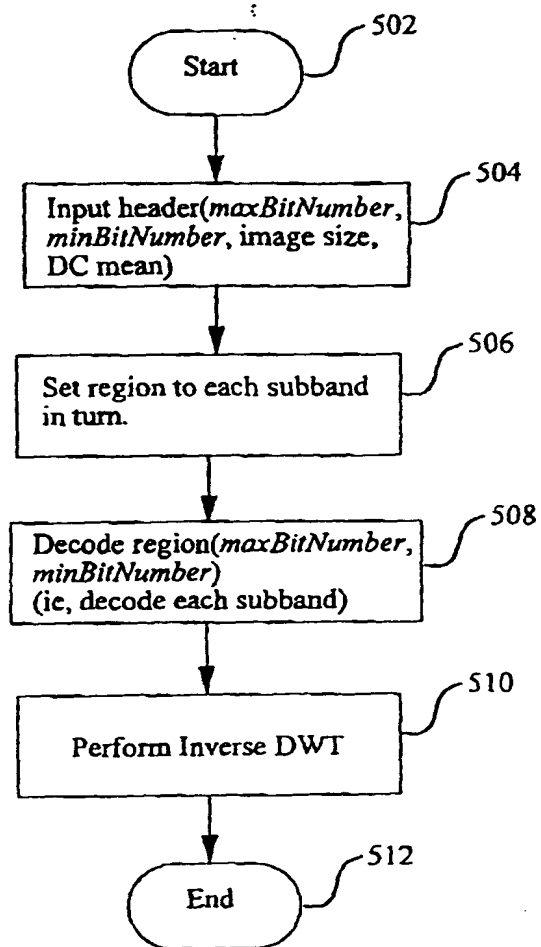 502
Start
504
Input header(maxBitNumber,
minBitNumber, image size,
DC mean)
506
Set region to each subband
in turn.
508
Decode region(maxBitNumber,
minBitNumber)
(ie, decode each subband)
510
Perform Inverse DWT
512
End